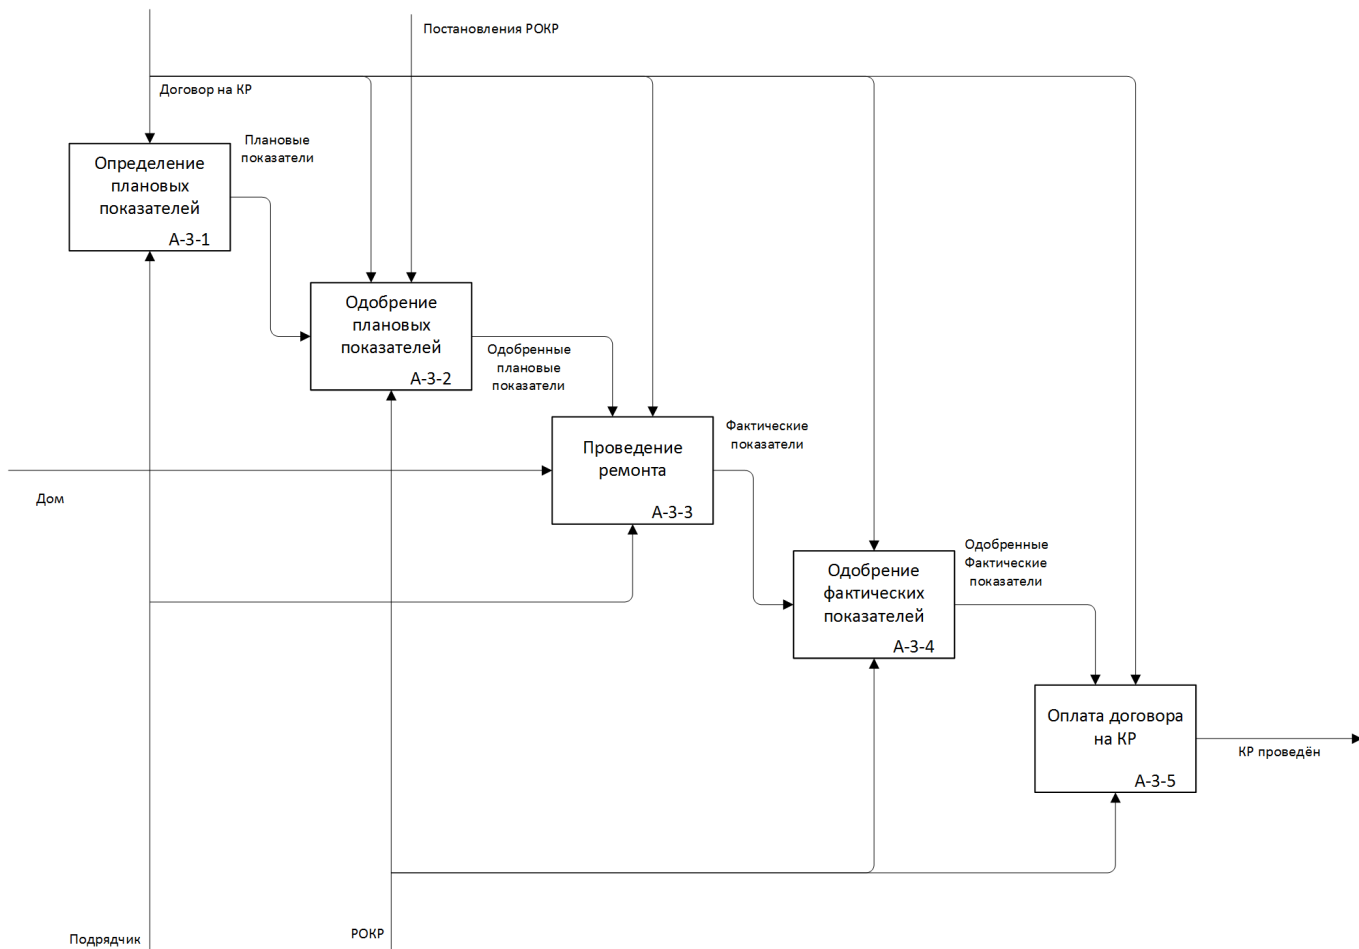 Постановления РОКР
Договор на КР
Плановые
показатели
Определение
плановых
показателей
А-3-1
Одобрение
плановых
показателей
А-3-2
Одобренные
плановые
показатели
Проведение
ремонта
А-3-3
Фактические
показатели
Дом
Одобрение
фактических
показателей
А-3-4
Одобренные
Фактические
показатели
Оплата договора
на КР
А-3-5
КР проведён
Подрядчик
РОКР